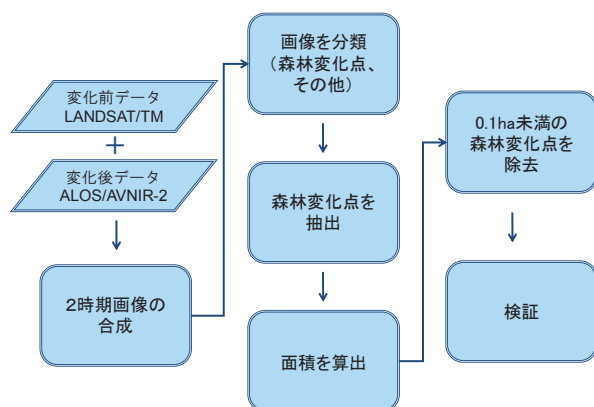 変化前データ
LANDSAT/TM
+
変化後データ
ALOS/AVNIR-2
2時期画像の
合成
画像を分類
(森林変化点、
その他)
森林変化点を
抽出
面積を算出
0.1ha未満の
森林変化点を
除去
検証